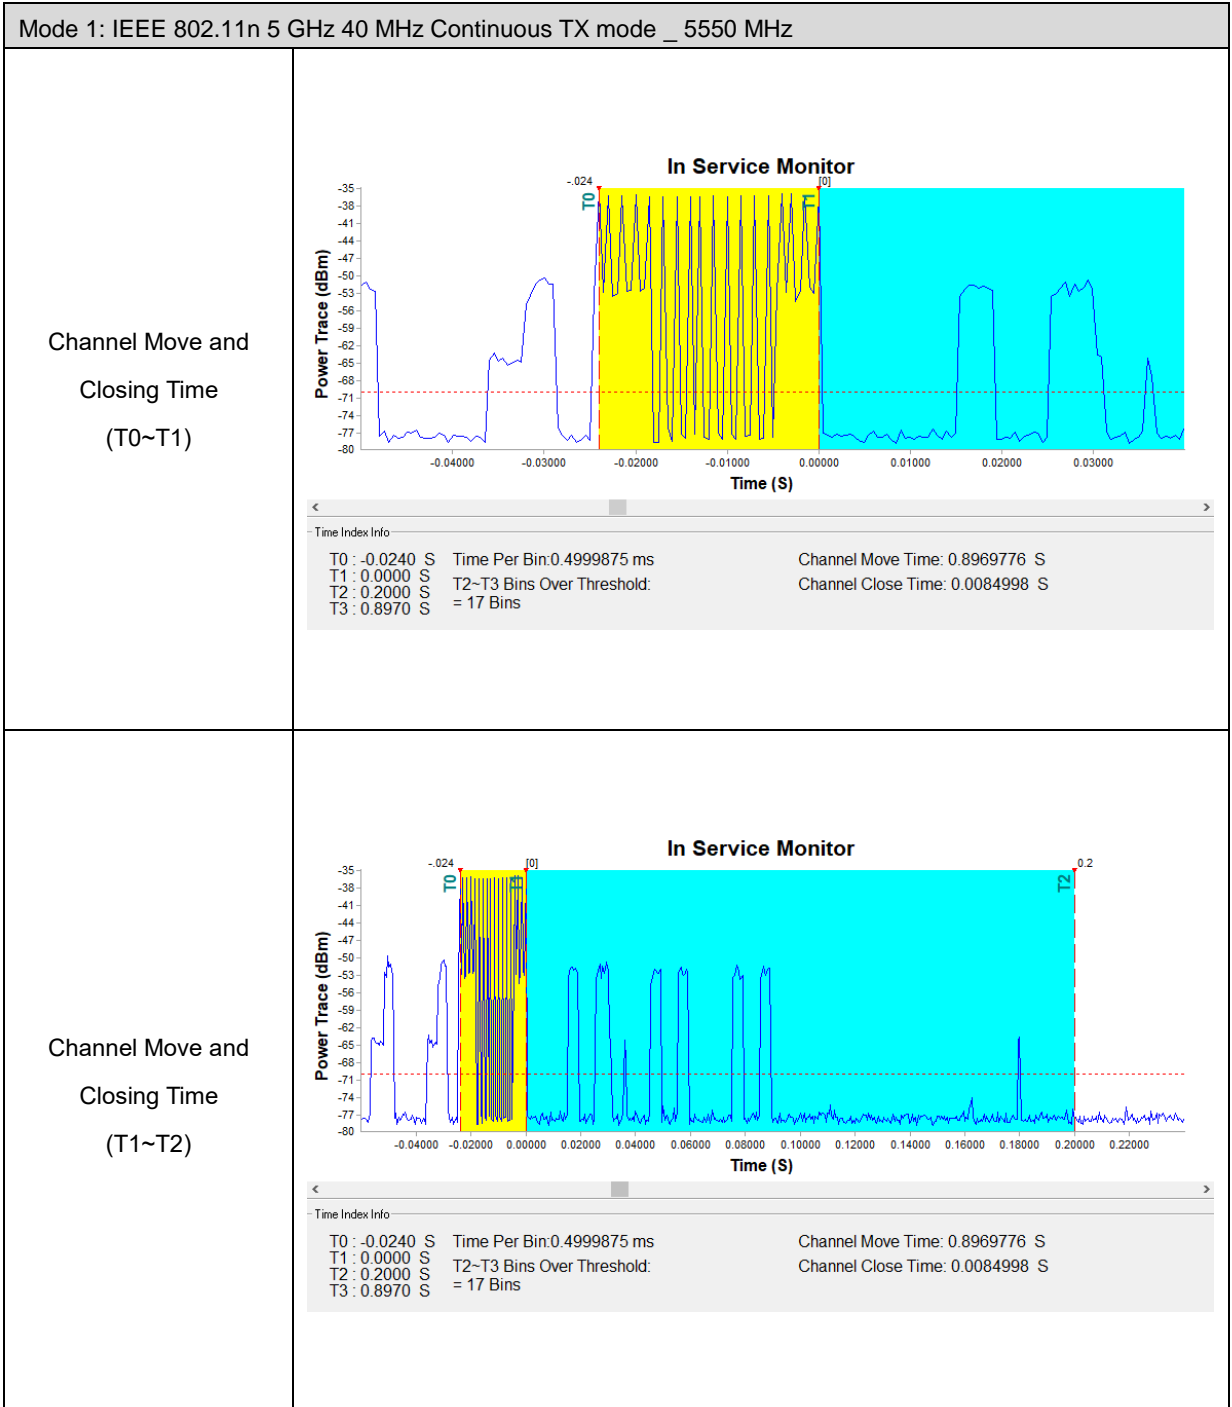 Mode 1: IEEE 802.11n 5 GHz 40 MHz Continuous TX mode _ 5550 MHz
Channel Move and
Closing Time
(T0~T1)
In Service Monitor
-.024
[0]
T0
T1
Power Trace (dBm)
-35
-38
-41
-44
-47
-50
-53
-56
-59
-62
-65
-68
-71
-74
-77
-80
-0.04000 -0.03000 -0.02000 -0.01000 0.00000 0.01000 0.02000 0.03000
Time (S)
Time Index Info
T0 : -0.0240 S
T1 : 0.0000 S
T2 : 0.2000 S
T3 : 0.8970 S
Time Per Bin:0.4999875 ms
T2~T3 Bins Over Threshold:
= 17 Bins
Channel Move Time: 0.8969776 S
Channel Close Time: 0.0084998 S
Channel Move and
Closing Time
(T1~T2)
In Service Monitor
-.024
[0]
0.2
T0
T1
T2
Power Trace (dBm)
-35
-38
-41
-44
-47
-50
-53
-56
-59
-62
-65
-68
-71
-74
-77
-80
-0.04000 -0.02000 0.00000 0.02000 0.04000 0.06000 0.08000 0.10000 0.12000 0.14000 0.16000 0.18000 0.20000 0.22000
Time (S)
Time Index Info
T0 : -0.0240 S
T1 : 0.0000 S
T2 : 0.2000 S
T3 : 0.8970 S
Time Per Bin:0.4999875 ms
T2~T3 Bins Over Threshold:
= 17 Bins
Channel Move Time: 0.8969776 S
Channel Close Time: 0.0084998 S